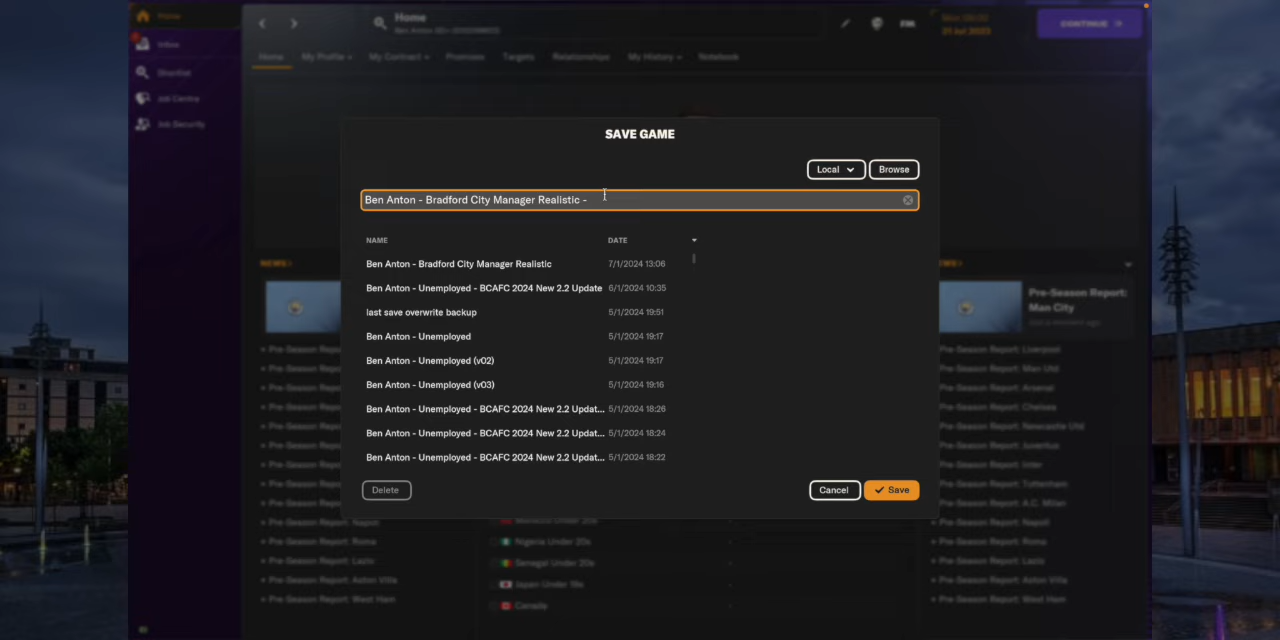 Home
Home
Inbox
Shortlist
Job Centre
Job Security
FM
21 Jul 2023
CONTINUE
Home
My Profile
My Contract
Promises
Targets
Relationships
My History
Notebook
SAVE GAME
Local
Browse
Ben Anton - Bradford City Manager Realistic -
NAME
DATE
Ben Anton - Bradford City Manager Realistic 7/1/2024 13:06
Ben Anton - Unemployed - BCAFC 2024 New 2.2 Update 6/1/2024 10:35
last save overwrite backup 5/1/2024 19:51
Ben Anton - Unemployed 5/1/2024 19:17
Ben Anton - Unemployed (v02) 5/1/2024 19:17
Ben Anton - Unemployed (v03) 5/1/2024 19:16
Ben Anton - Unemployed - BCAFC 2024 New 2.2 Updat... 5/1/2024 18:26
Ben Anton - Unemployed - BCAFC 2024 New 2.2 Updat... 5/1/2024 18:24
Ben Anton - Unemployed - BCAFC 2024 New 2.2 Updat... 5/1/2024 18:22
Delete
Cancel
Save
NEWS
Pre-Season Report:
Man City
Pre-Season Report: Liverpool
Pre-Season Report: Man Utd
Pre-Season Report: Arsenal
Pre-Season Report: Chelsea
Pre-Season Report: Newcastle Utd
Pre-Season Report: Juventus
Pre-Season Report: Inter
Pre-Season Report: Tottenham
Pre-Season Report: A.C. Milan
Pre-Season Report: Napoli
Pre-Season Report: Roma
Pre-Season Report: Lazio
Pre-Season Report: Aston Villa
Pre-Season Report: West Ham
Pre-Season Report: Napoli
Pre-Season Report: Roma
Pre-Season Report: Lazio
Pre-Season Report: Aston Villa
Pre-Season Report: West Ham
Morocco Under 20s
Nigeria Under 20s
Senegal Under 20s
Japan Under 19s
Canada